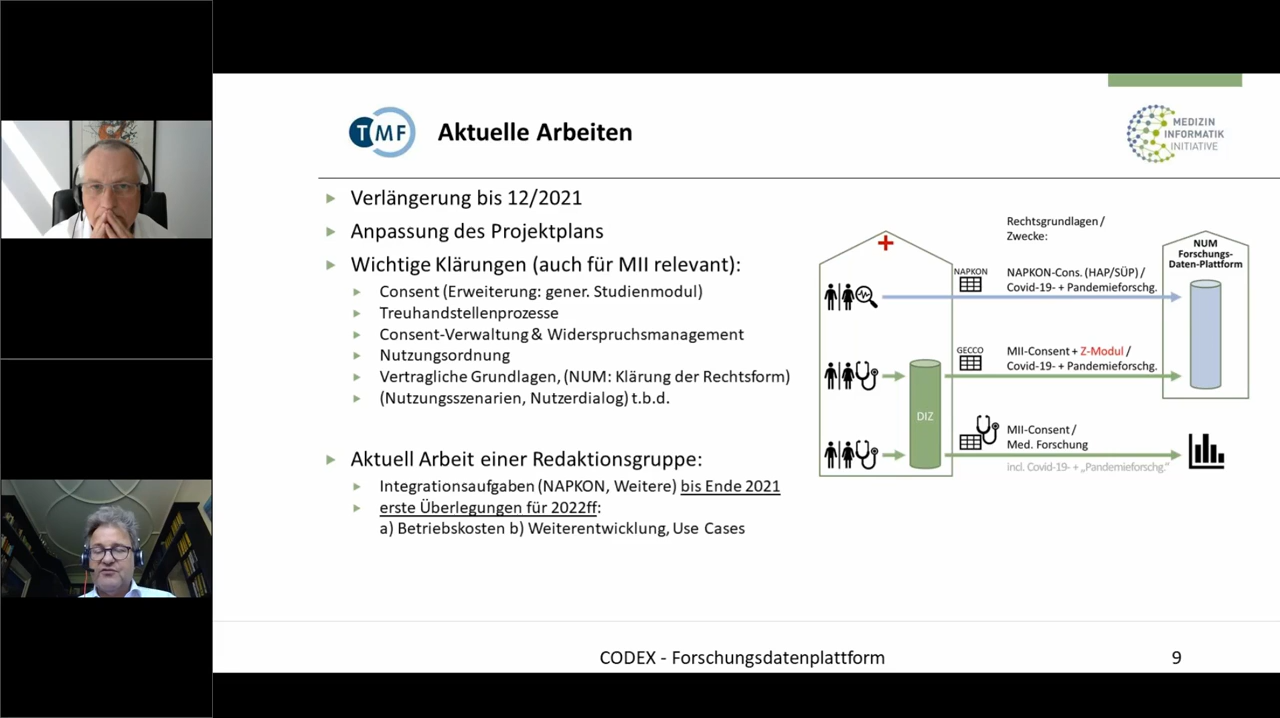 TMF
Aktuelle Arbeiten
MEDIZIN
INFORMATIK
INITIATIVE
Verlängerung bis 12/2021
Anpassung des Projektplans
Wichtige Klärungen (auch für MII relevant):
Consent (Erweiterung: gener. Studienmodul)
Treuhandstellenprozesse
Consent-Verwaltung & Widerspruchsmanagement
Nutzungsordnung
Vertragliche Grundlagen, (NUM: Klärung der Rechtsform)
(Nutzungsszenarien, Nutzerdialog) t.b.d.
Aktuell Arbeit einer Redaktionsgruppe:
Integrationsaufgaben (NAPKON, Weitere) bis Ende 2021
erste Überlegungen für 2022ff:
a) Betriebskosten b) Weiterentwicklung, Use Cases
Rechtsgrundlagen /
Zwecke:
NUM
Forschungs-
Daten-Plattform
NAPKON
NAPKON-Cons. (HAP/SÜP) /
Covid-19- + Pandemieforschg.
GECCO
MII-Consent + Z-Modul /
Covid-19- + Pandemieforschg.
DIZ
MII-Consent /
Med. Forschung
incl. Covid-19- + „Pandemieforschg."
CODEX - Forschungsdatenplattform
9